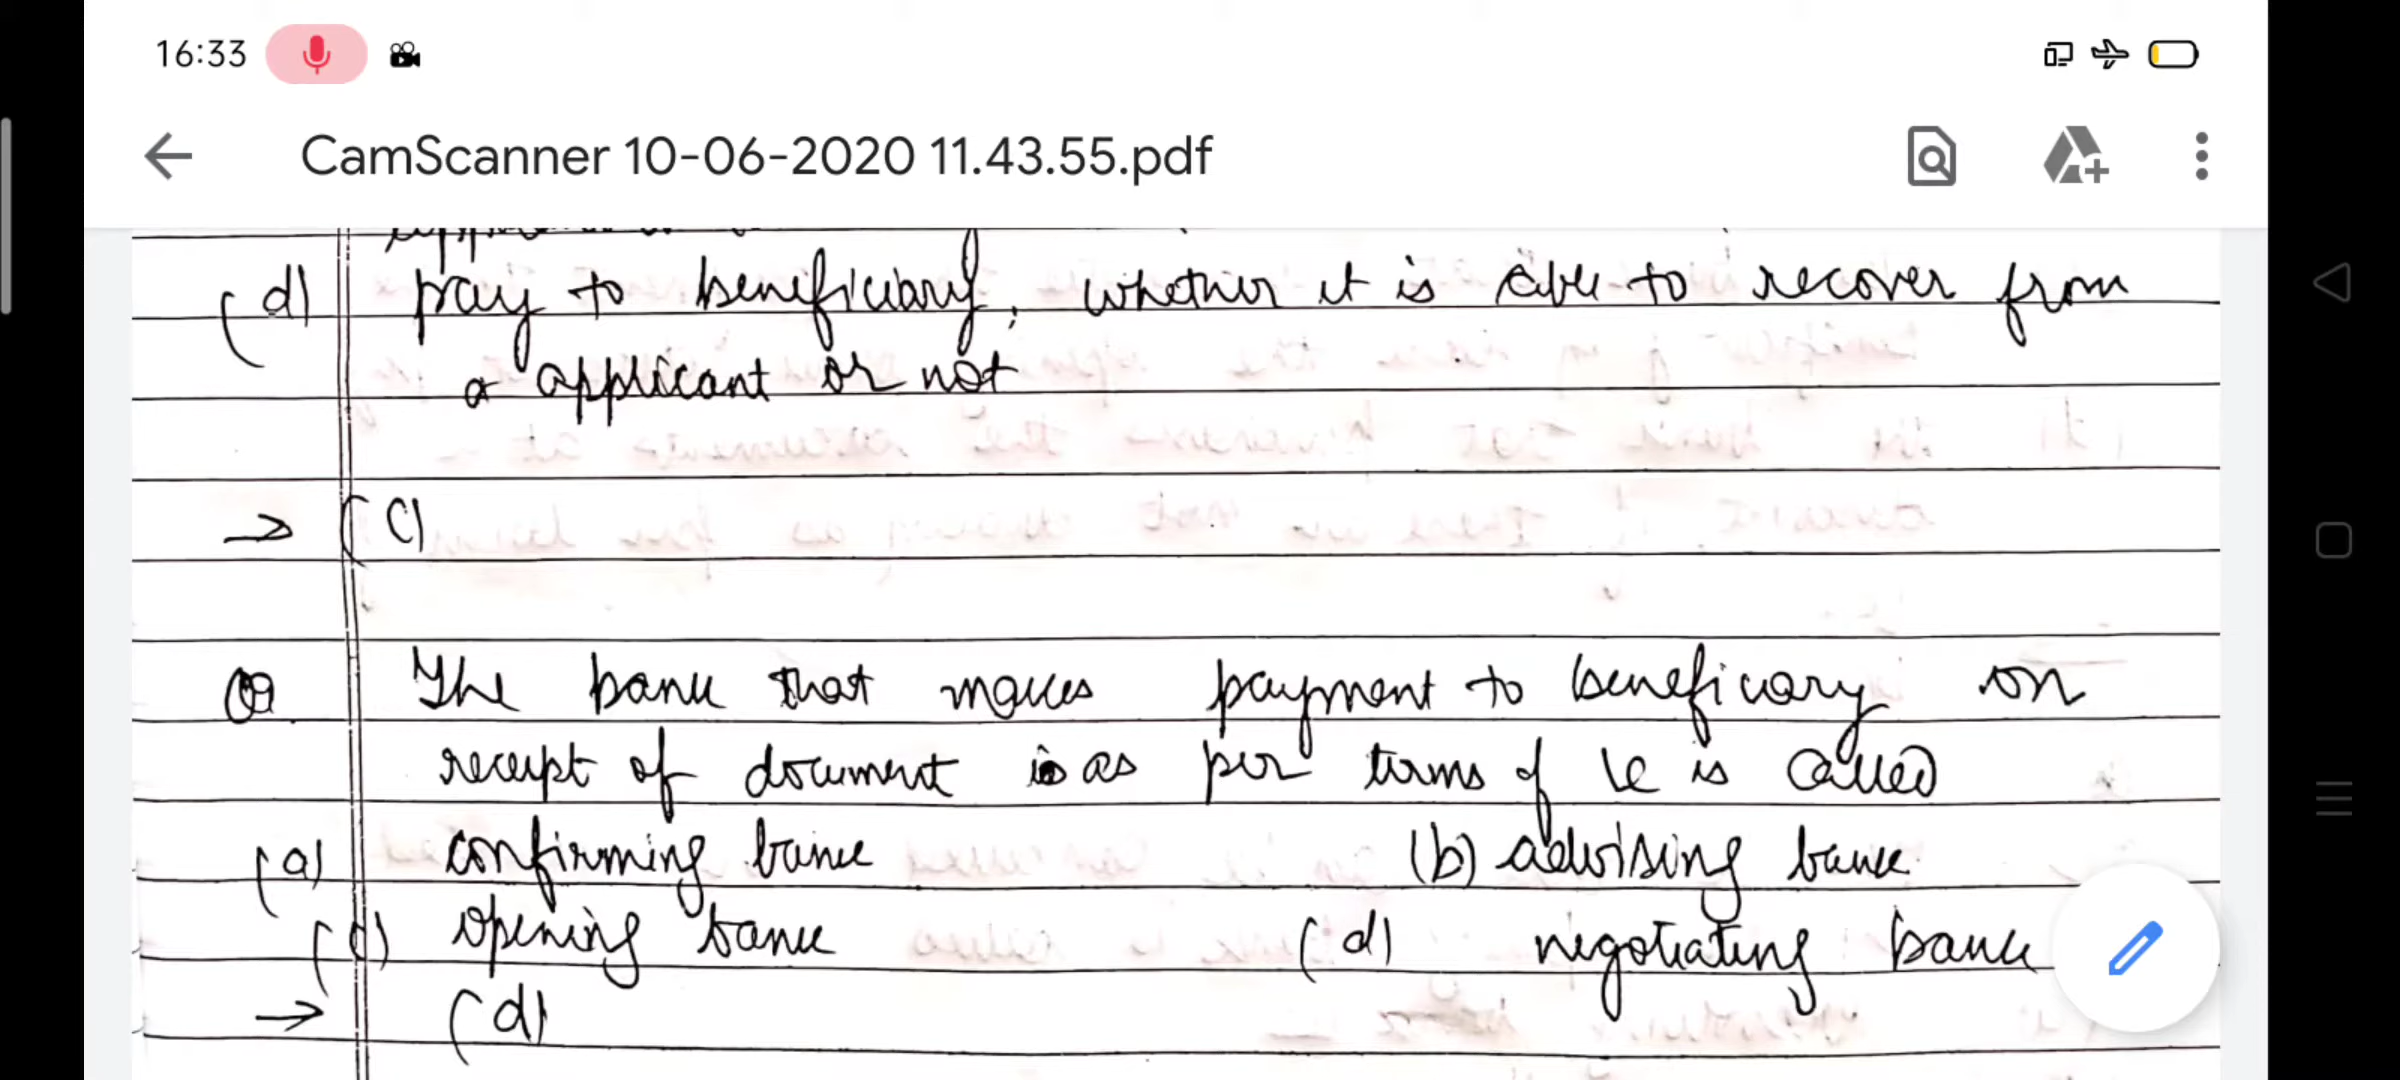 16:33
CamScanner 10-06-2020 11.43.55.pdf
(d) pay to beneficiary, whether it is able to recover from
a applicant or not
→ (C)
Q. The bank that makes payment to beneficiary on
receipt of document is as per terms of lc is called
(a) confirming bank (b) advising bank
(c) opening bank (d) negotiating bank
→ (d)